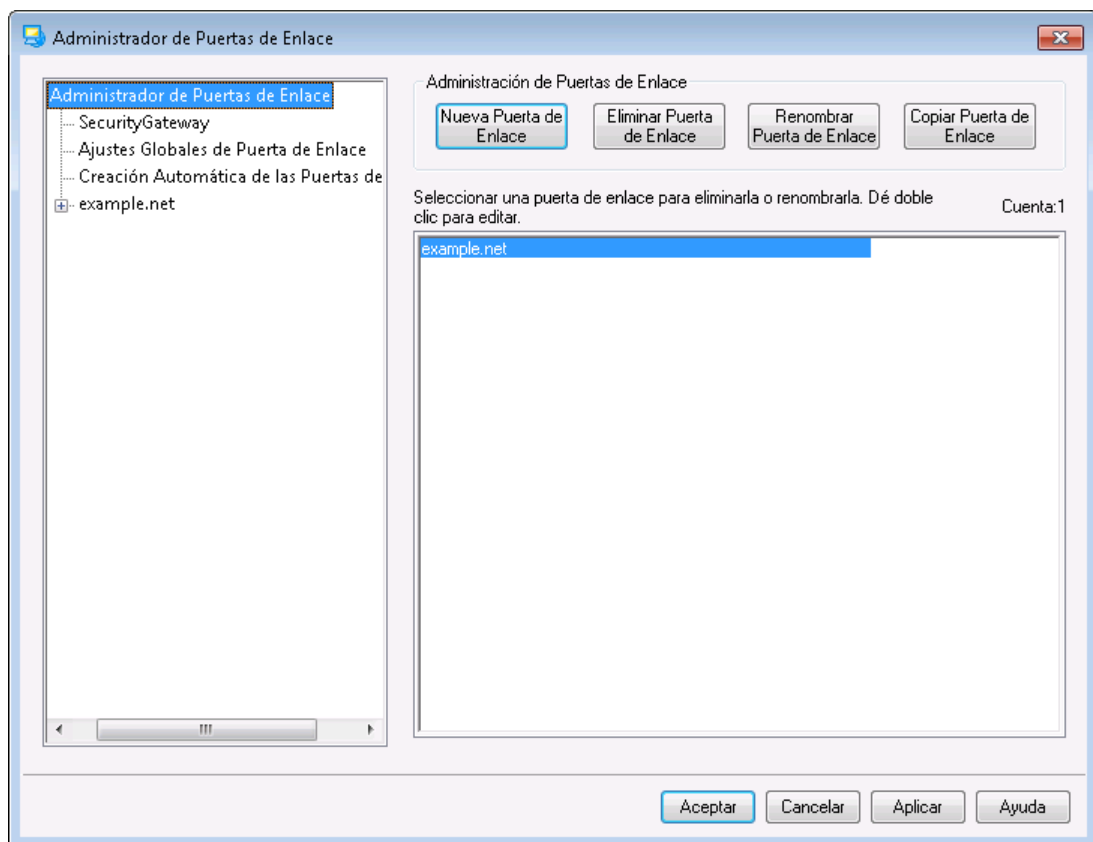 Administrador de Puertas de Enlace
Administrador de Puertas de Enlace
SecurityGateway
Ajustes Globales de Puerta de Enlace
Creación Automática de las Puertas de
example.net
Administración de Puertas de Enlace
Nueva Puerta de
Enlace
Eliminar Puerta
de Enlace
Renombrar
Puerta de Enlace
Copiar Puerta de
Enlace
Seleccionar una puerta de enlace para eliminarla o renombrarla. Dé doble
clic para editar.
Cuenta:1
example.net
Aceptar
Cancelar
Aplicar
Ayuda